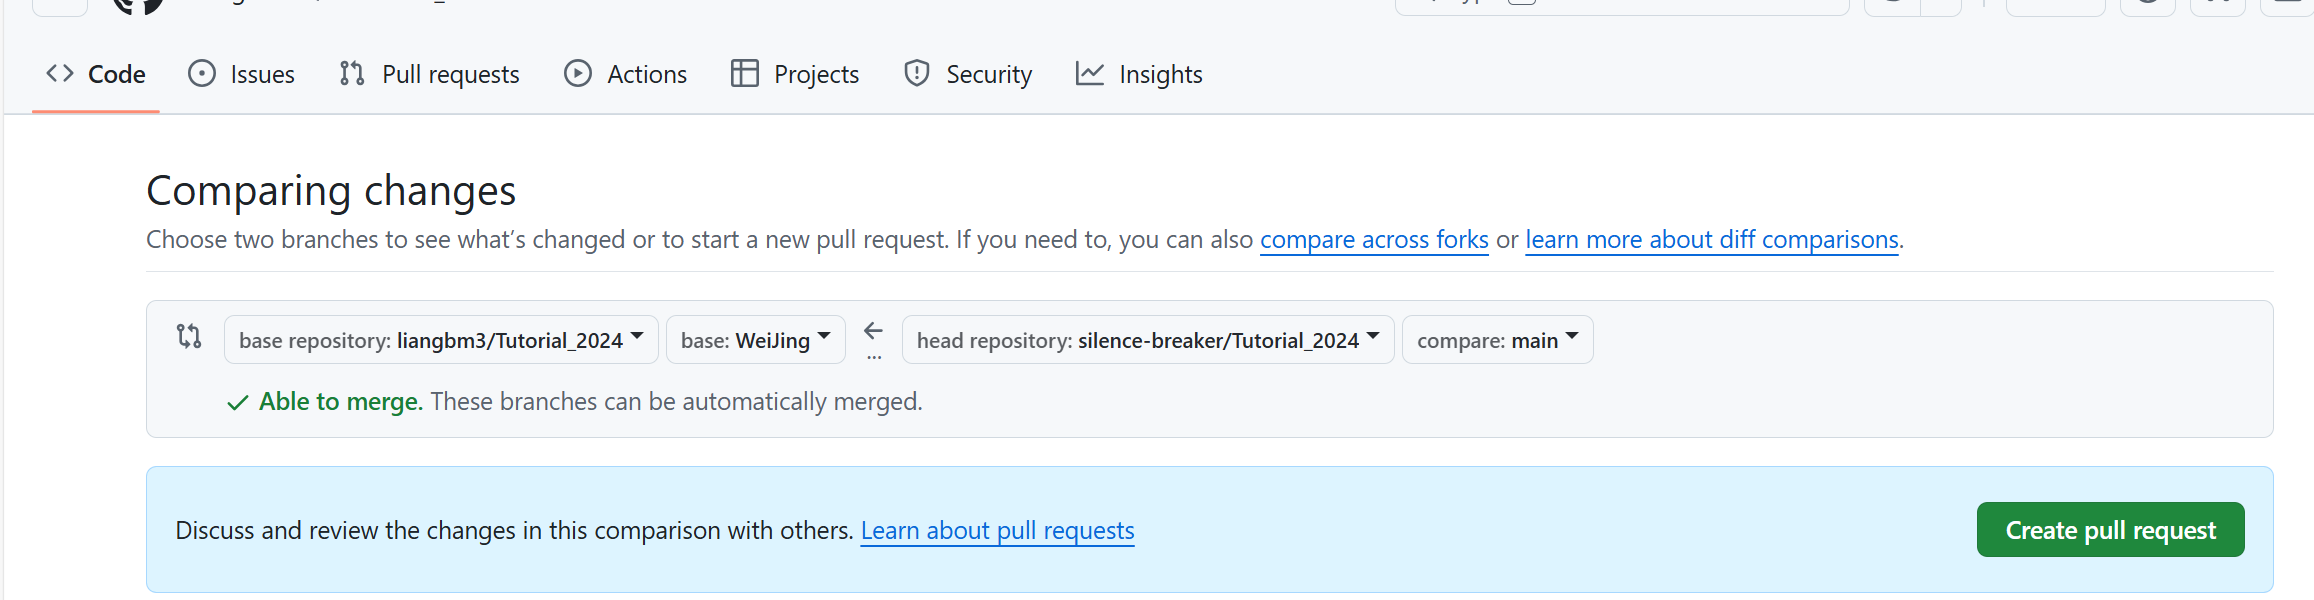 Code Issues Pull requests Actions Projects Security Insights
Comparing changes
Choose two branches to see what’s changed or to start a new pull request. If you need to, you can also compare across forks or learn more about diff comparisons.
base repository: liangbm3/Tutorial_2024 base: WeiJing ... head repository: silence-breaker/Tutorial_2024 compare: main
Able to merge. These branches can be automatically merged.
Discuss and review the changes in this comparison with others. Learn about pull requests
Create pull request